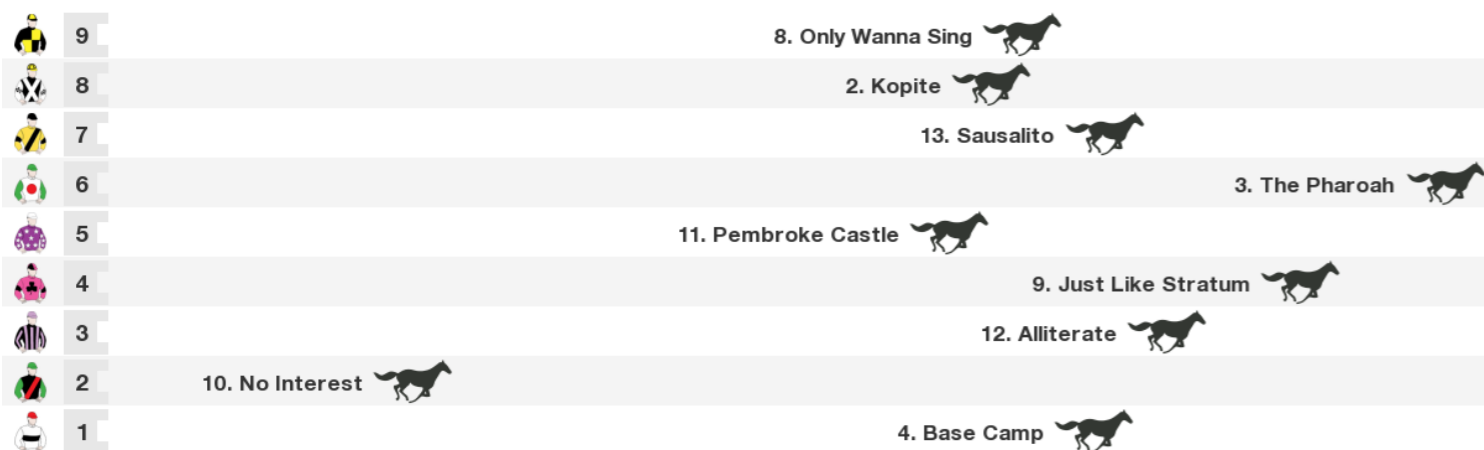 9 8. Only Wanna Sing
8 2. Kopite
7 13. Sausalito
6 3. The Pharoah
5 11. Pembroke Castle
4 9. Just Like Stratum
3 12. Alliterate
2 10. No Interest
1 4. Base Camp